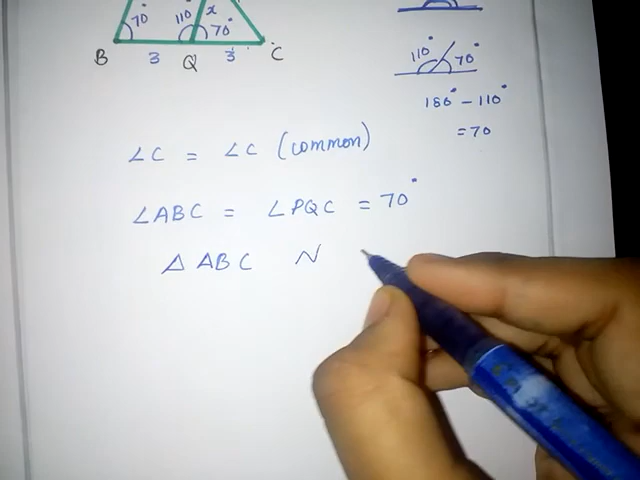 70° 110° x 70°
B 3 Q 3 C
110° 70°
180° - 110°
= 70
∠C = ∠C (common)
∠ABC = ∠PQC = 70°
△ ABC ~